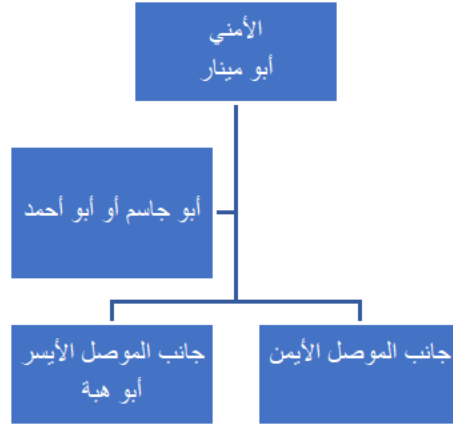 الأمني
أبو مينار
أبو جاسم أو أبو أحمد
جانب الموصل الأيمن
جانب الموصل الأيسر
أبو هبة